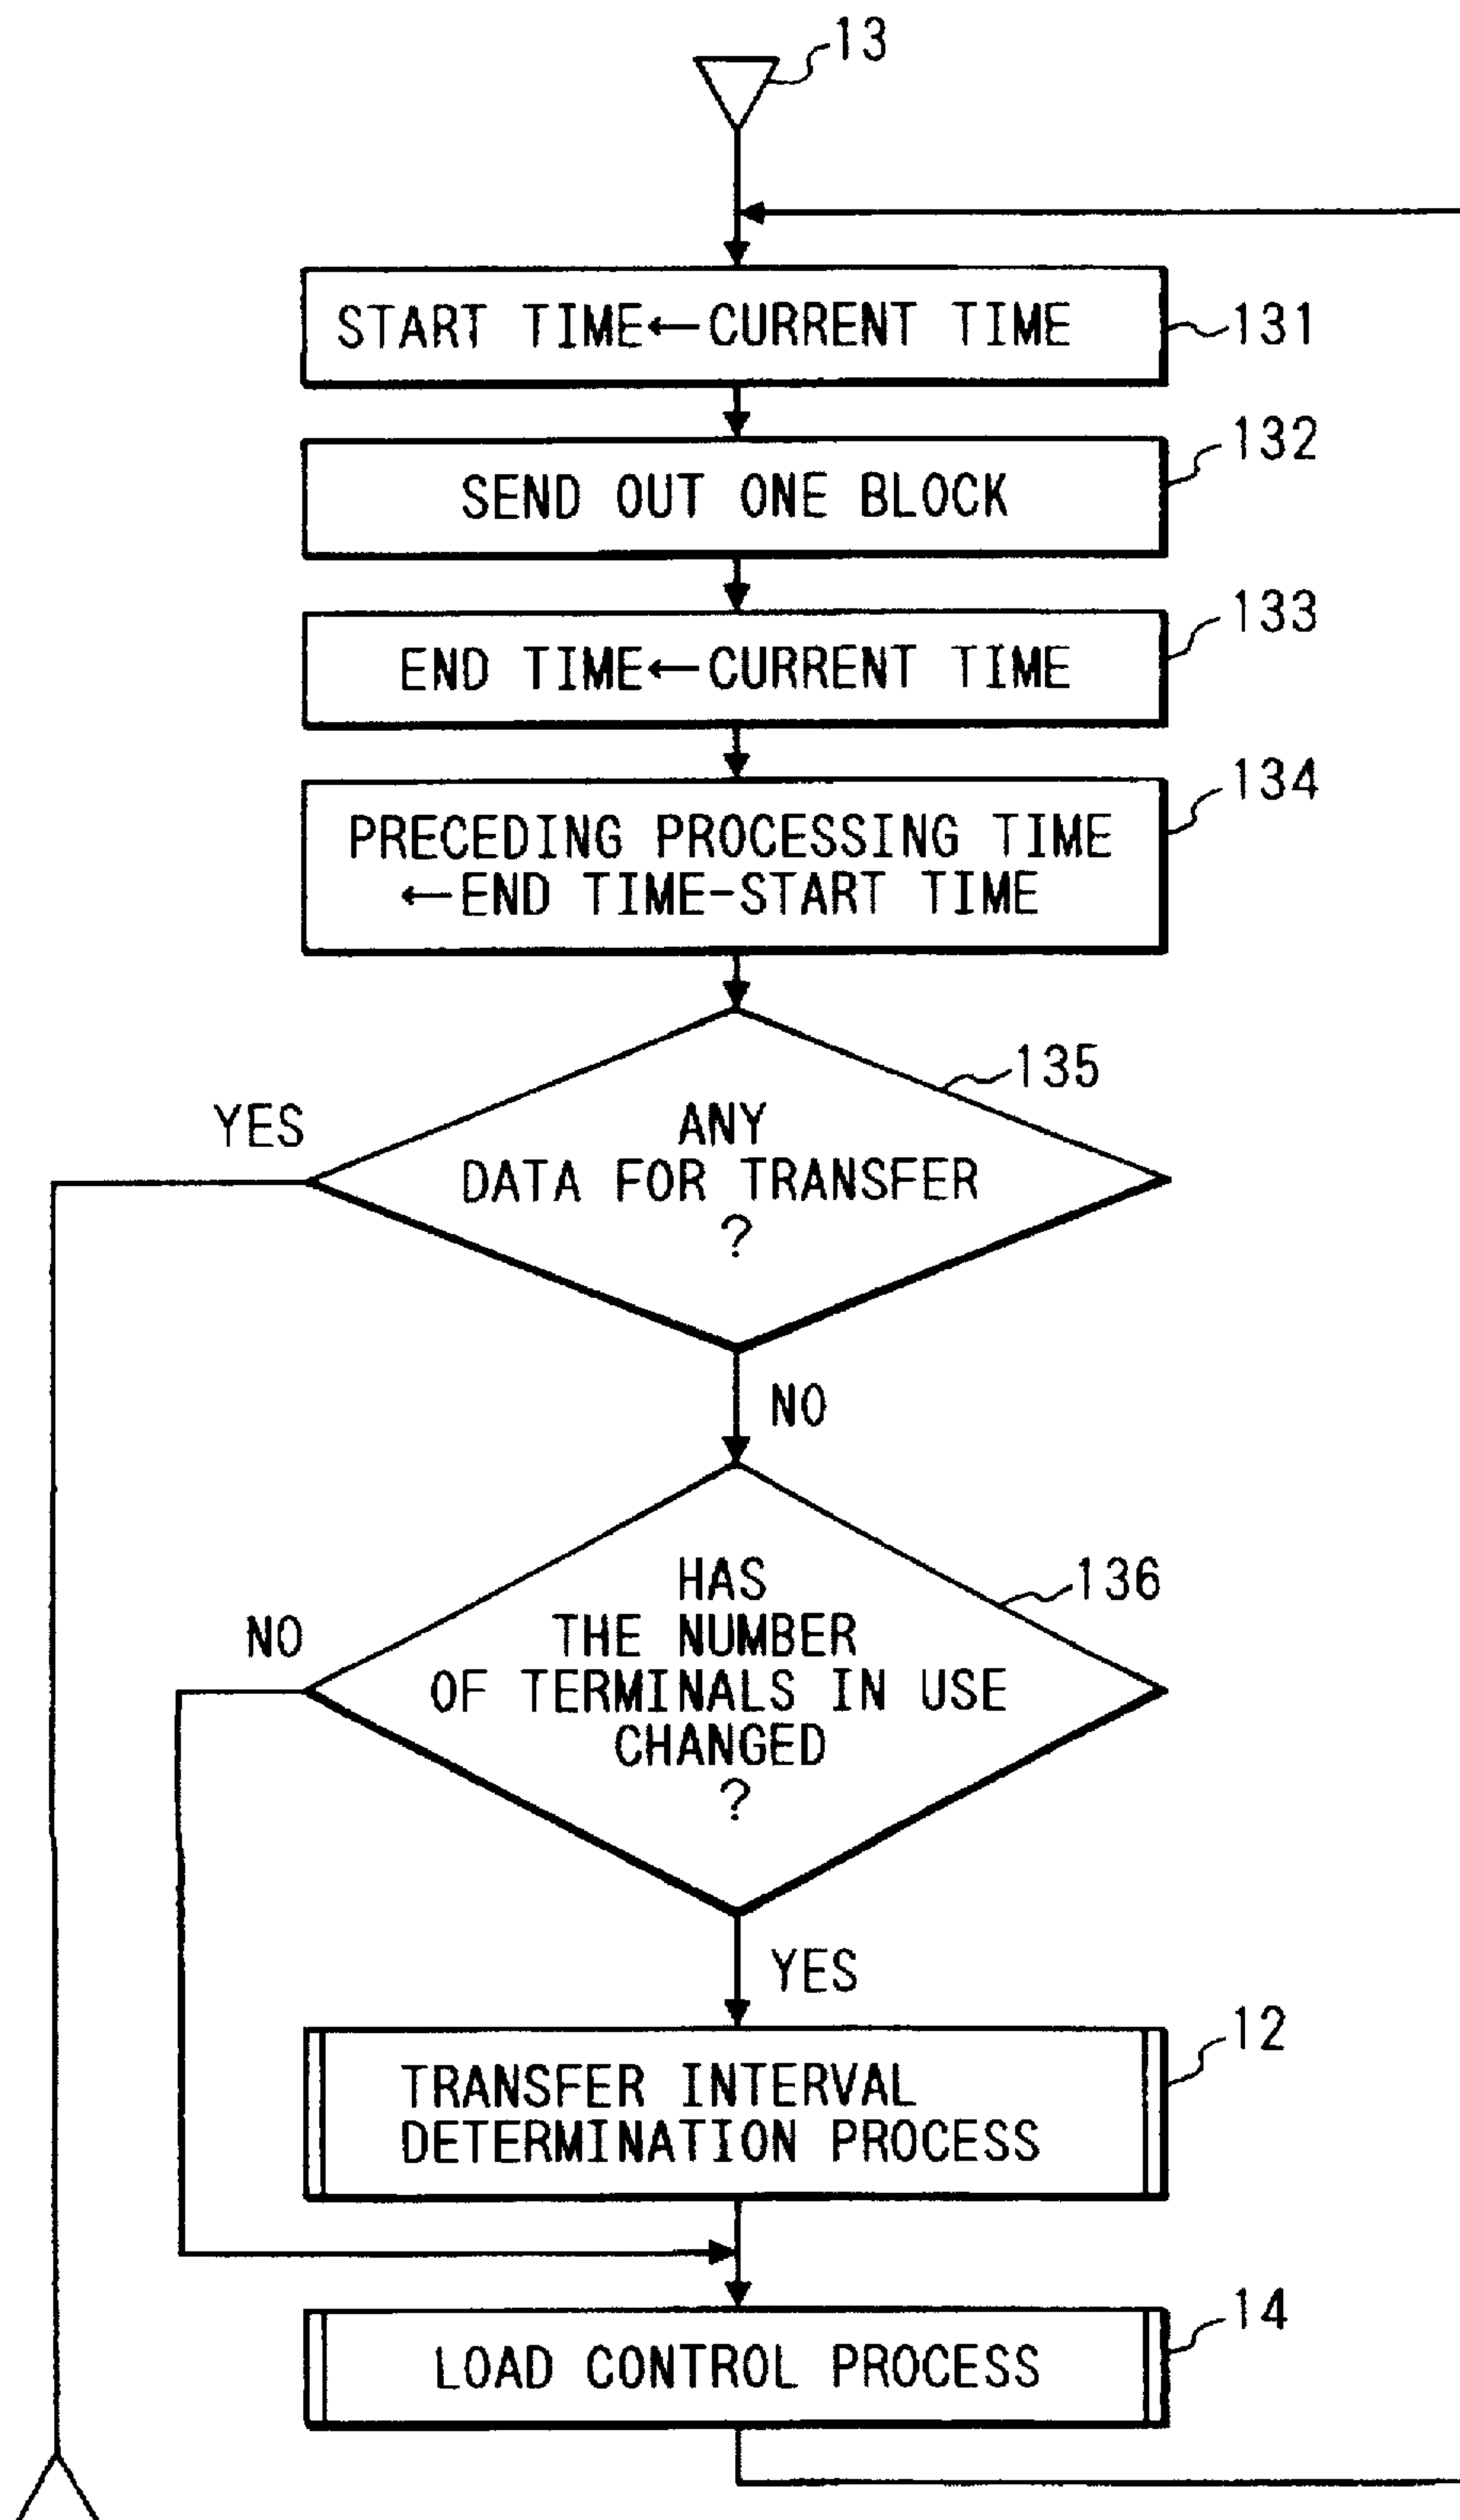 13
START TIME←CURRENT TIME
131
SEND OUT ONE BLOCK
132
END TIME←CURRENT TIME
133
PRECEDING PROCESSING TIME
←END TIME-START TIME
134
135
YES
ANY
DATA FOR TRANSFER
?
NO
136
HAS
THE NUMBER
OF TERMINALS IN USE
CHANGED
?
NO
YES
12
TRANSFER INTERVAL
DETERMINATION PROCESS
14
LOAD CONTROL PROCESS